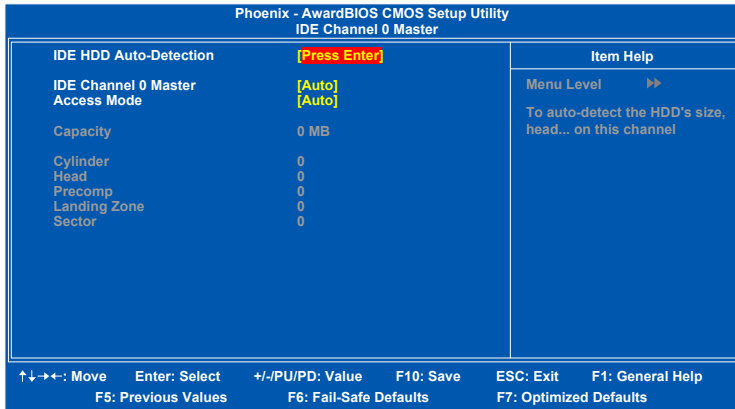 Phoenix - AwardBIOS CMOS Setup Utility
IDE Channel 0 Master
IDE HDD Auto-Detection [Press Enter]
IDE Channel 0 Master [Auto]
Access Mode [Auto]
Capacity 0 MB
Cylinder 0
Head 0
Precomp 0
Landing Zone 0
Sector 0
Item Help
Menu Level ▶▶
To auto-detect the HDD's size,
head... on this channel
↑↓→←: Move Enter: Select +/-/PU/PD: Value F10: Save ESC: Exit F1: General Help
F5: Previous Values F6: Fail-Safe Defaults F7: Optimized Defaults